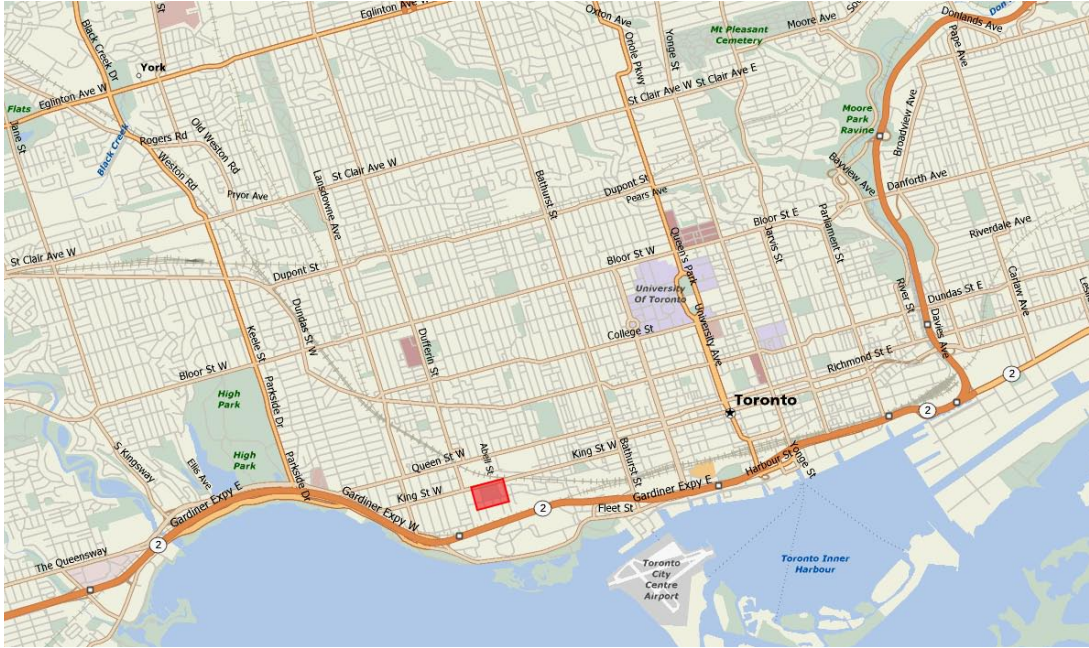 Eglinton Ave W
Oxton Ave
Yonge St
Moore Ave
Mt Pleasant
Cemetery
Donlands Ave
Pape Ave
Black Creek Dr
York
Oriole Pkwy
St Clair Ave W
St Clair Ave E
Eglinton Ave W
Flats
Jane St
Black Creek
Rogers Rd
Old Weston Rd
Weston Rd
Moore
Park
Ravine
Broadview Ave
Bayview Ave
St Clair Ave W
Lansdowne Ave
Pryor Ave
Bathurst St
Dupont St
Pears Ave
Danforth Ave
Parliament St
Bloor St E
Jarvis St
Riverdale Ave
St Clair Ave W
Dupont St
Bloor St W
Queen's Park
University
Of Toronto
Carlaw Ave
River St
Dundas St E
Davies Ave
Dundas St W
Keele St
Dufferin St
College St
University Ave
Richmond St E
Bloor St W
High
Park
Parkside Dr
2
2
Toronto
Abell St
King St W
Queen St W
Bathurst St
High
Park
S Kingsway
Ellis Ave
Parkside Dr
Harbour St
Yonge St
King St W
Gardiner Expy E
Gardiner Expy E
Gardiner Expy W
2
Fleet St
The Queensway
2
Toronto
City
Centre
Airport
Toronto Inner
Harbour